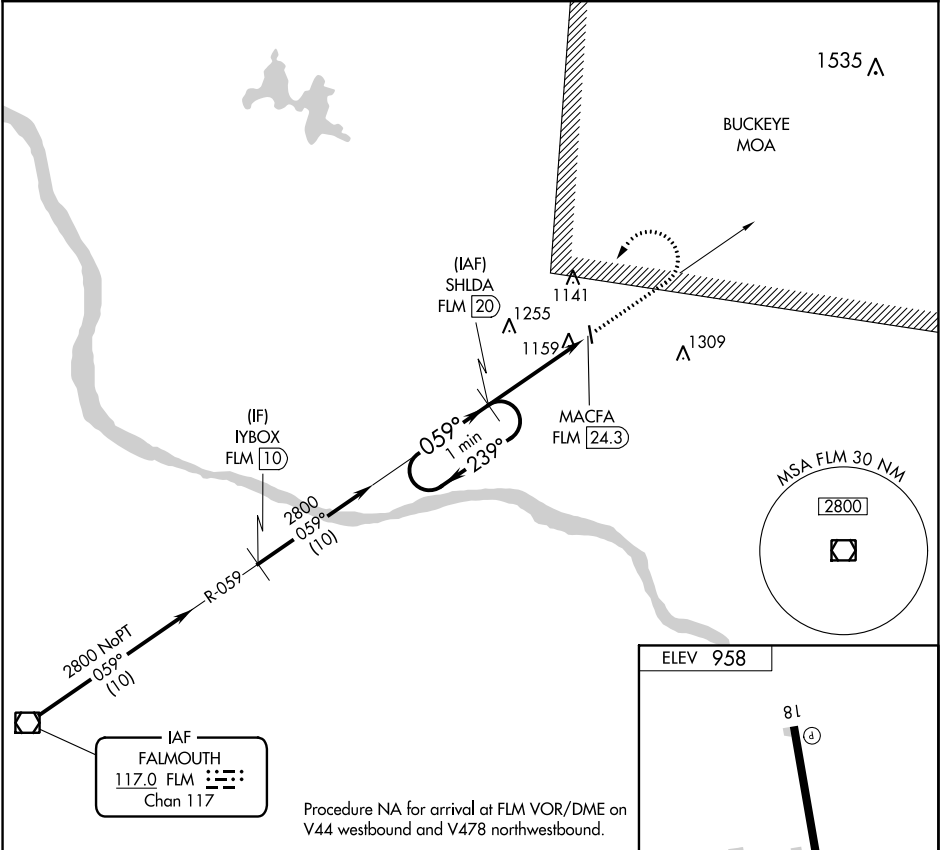 1535
BUCKEYE
MOA
(IAF)
SHLDA
FLM 20
1141
1255
1159
1309
MACFA
FLM 24.3
(IF)
IYBOX
FLM 10
059°
1 min
239°
2800
059°
(10)
R-059
2800 NoPT
059°
(10)
MSA FLM 30 NM
2800
IAF
FALMOUTH
117.0 FLM
Chan 117
Procedure NA for arrival at FLM VOR/DME on
V44 westbound and V478 northwestbound.
ELEV 958
18
P